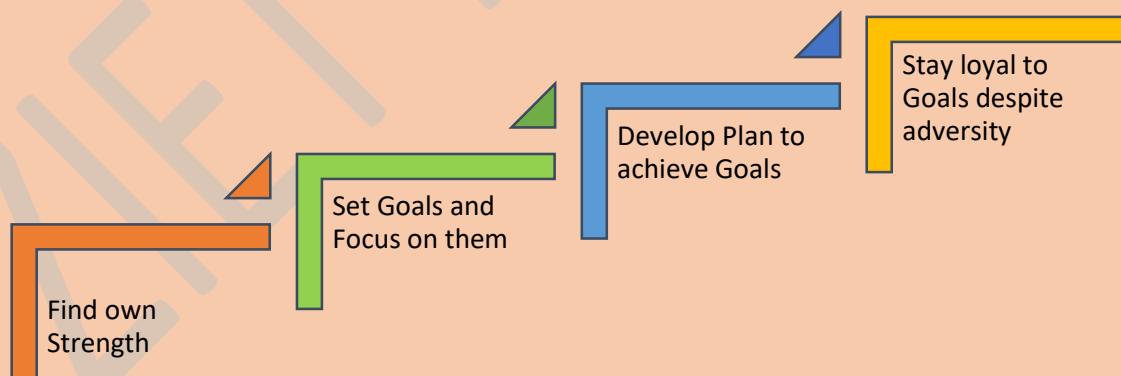 Find own
Strength
Set Goals and
Focus on them
Develop Plan to
achieve Goals
Stay loyal to
Goals despite
adversity